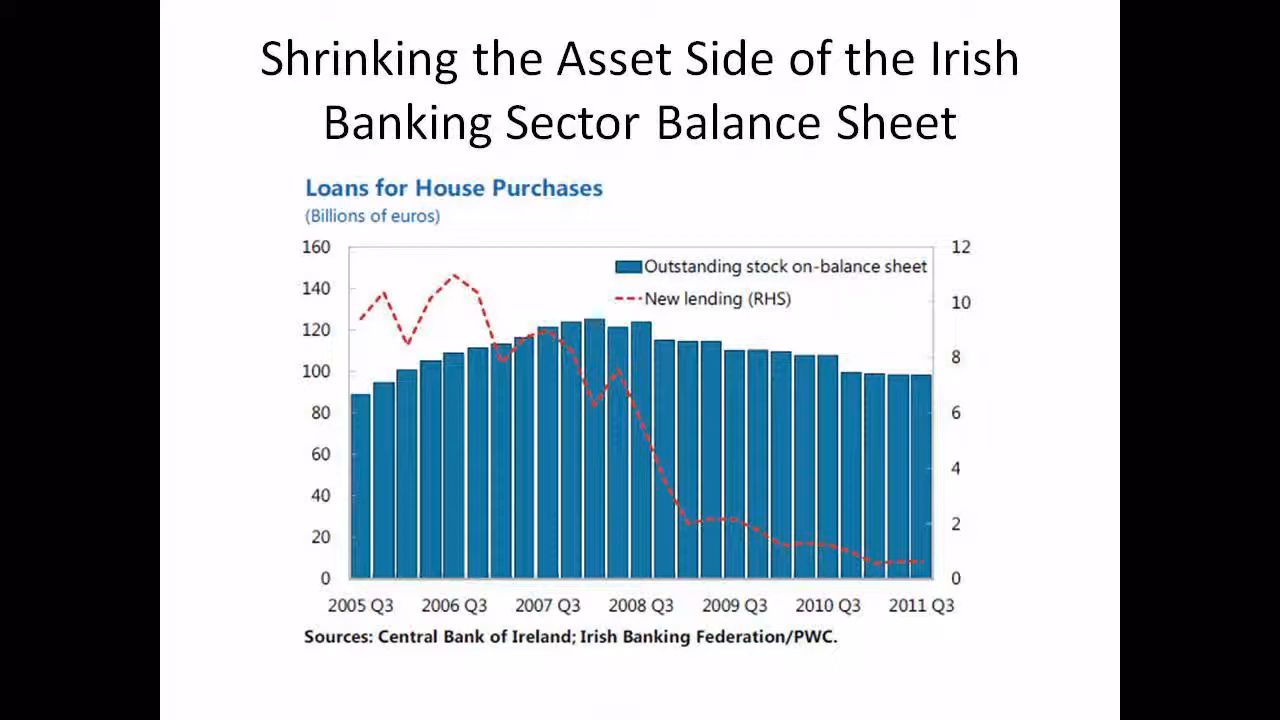 Shrinking the Asset Side of the Irish
Banking Sector Balance Sheet
Loans for House Purchases
(Billions of euros)
160
140
120
100
80
60
40
20
0
12
10
8
6
4
2
0
Outstanding stock on-balance sheet
New lending (RHS)
2005 Q3 2006 Q3 2007 Q3 2008 Q3 2009 Q3 2010 Q3 2011 Q3
Sources: Central Bank of Ireland; Irish Banking Federation/PWC.